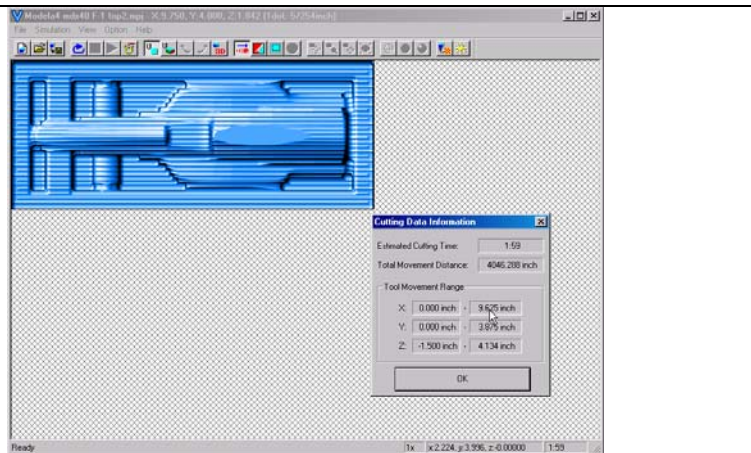 Modela4 mdx40 F-1 top2.mpj - X:9.750, Y:4.000, Z:1.842 [1dot, .57254inch]
File Simulation View Option Help
Cutting Data Information
Estimated Cutting Time: 1:59
Total Movement Distance: 4046.288 inch
Tool Movement Range
X: 0.000 inch - 9.625 inch
Y: 0.000 inch - 3.875 inch
Z: -1.500 inch - 4.134 inch
OK
Ready 1x x:2.224, y:3.996, z:-0.00000 1:59